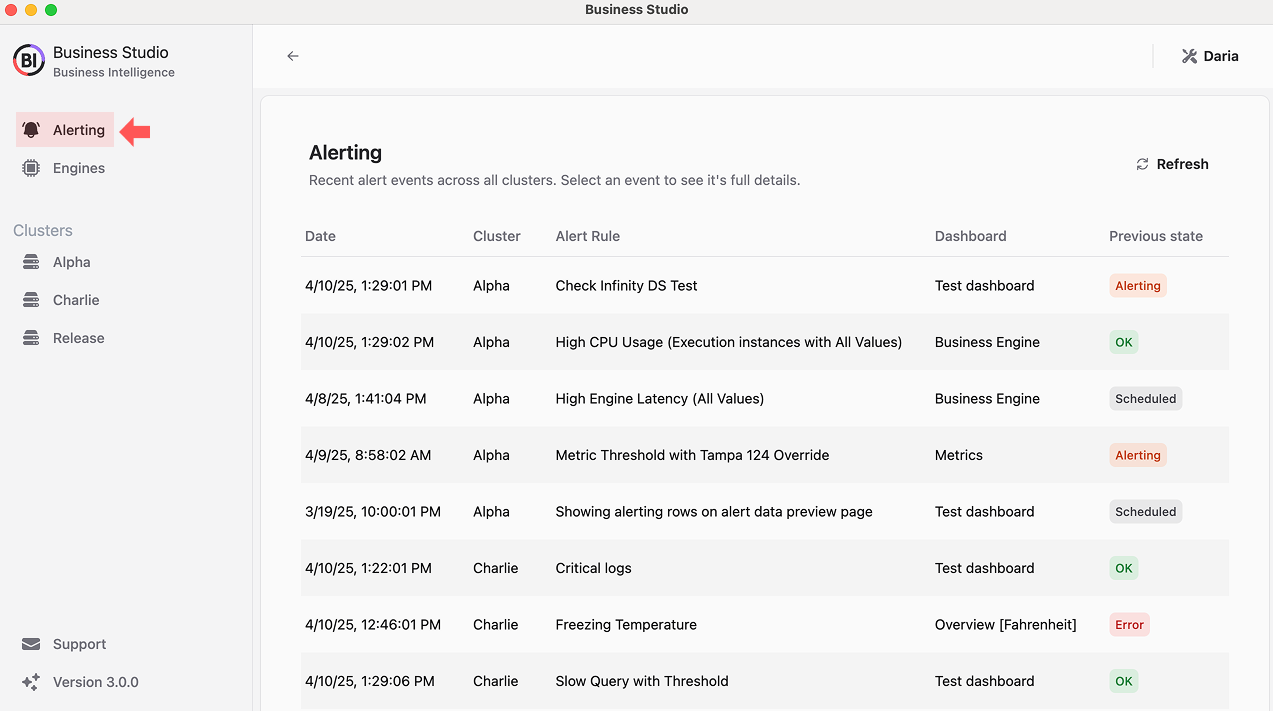 Business Studio
BI
Business Studio
Business Intelligence
Alerting
Engines
Clusters
Alpha
Charlie
Release
Support
Version 3.0.0
Daria
Alerting
Recent alert events across all clusters. Select an event to see it's full details.
Refresh
Date Cluster Alert Rule Dashboard Previous state
4/10/25, 1:29:01 PM Alpha Check Infinity DS Test Test dashboard Alerting
4/10/25, 1:29:02 PM Alpha High CPU Usage (Execution instances with All Values) Business Engine OK
4/8/25, 1:41:04 PM Alpha High Engine Latency (All Values) Business Engine Scheduled
4/9/25, 8:58:02 AM Alpha Metric Threshold with Tampa 124 Override Metrics Alerting
3/19/25, 10:00:01 PM Alpha Showing alerting rows on alert data preview page Test dashboard Scheduled
4/10/25, 1:22:01 PM Charlie Critical logs Test dashboard OK
4/10/25, 12:46:01 PM Charlie Freezing Temperature Overview [Fahrenheit] Error
4/10/25, 1:29:06 PM Charlie Slow Query with Threshold Test dashboard OK